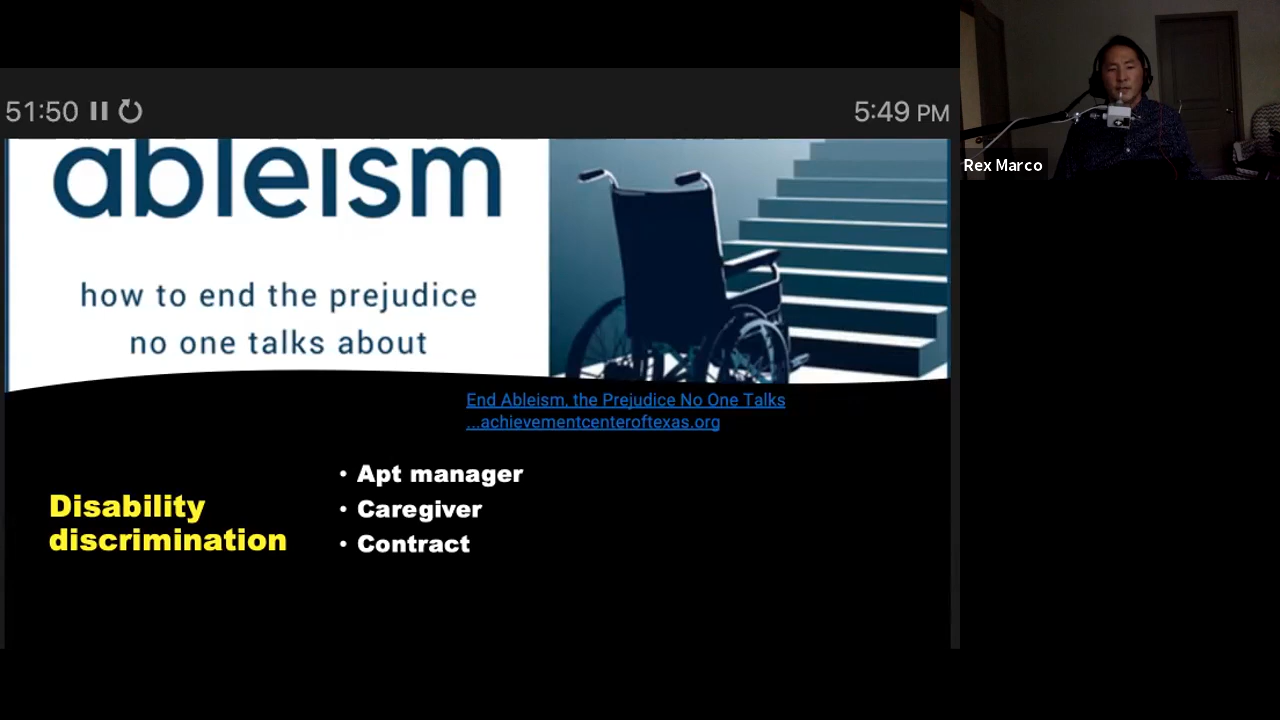 51:50
5:49 PM
ableism
how to end the prejudice
no one talks about
End Ableism, the Prejudice No One Talks
...achievementcenteroftexas.org
Disability
discrimination
• Apt manager
• Caregiver
• Contract
Rex Marco